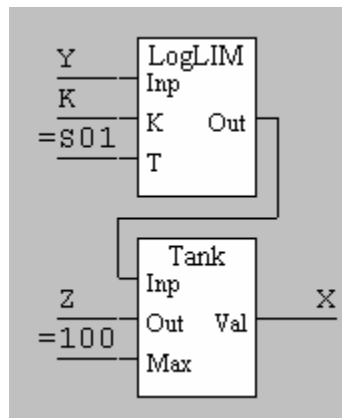 Y LogLIM
Inp
K
K Out
=S01
T
Tank
Inp
Z X
Out Val
=100
Max